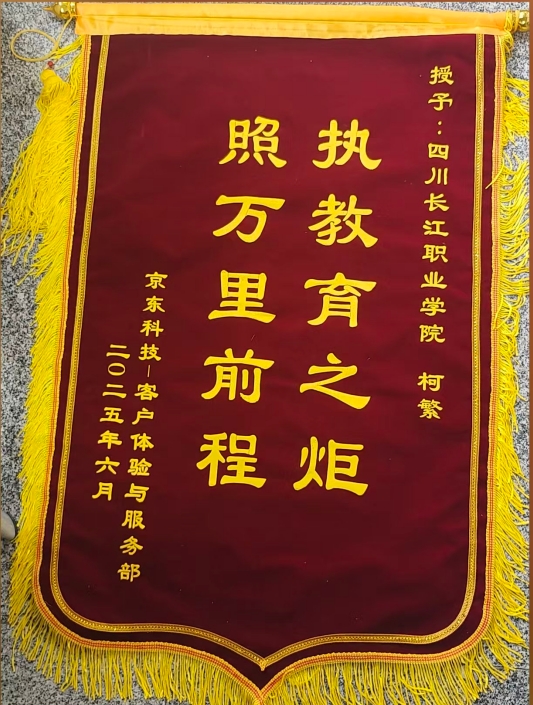 授予：四川长江职业学院 柯繁
执教育之炬
照万里前程
京东科技-客户体验与服务部
二〇二五年六月